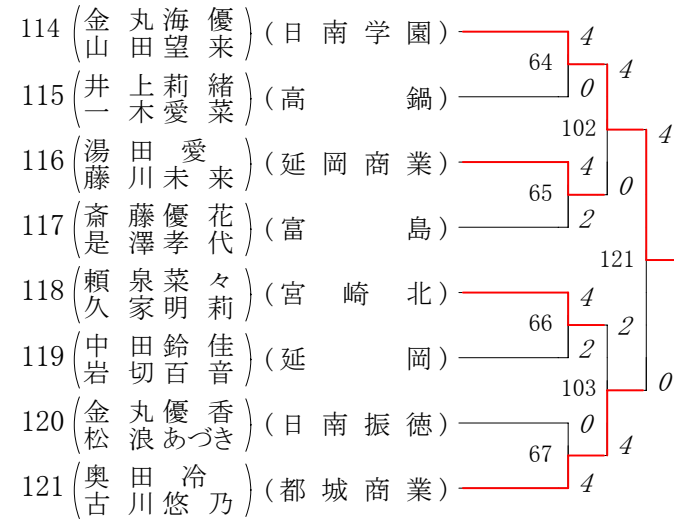 114 (金丸海優 山田望来) (日南学園) 4
64
4
115 (井上莉緒 一木愛菜) (高鍋) 0
102
4
116 (湯田愛 藤川未来) (延岡商業) 4
65
0
117 (斎藤優花 是澤孝代) (富島) 2
121
118 (頼泉菜々 久家明莉) (宮崎北) 4
66
2
119 (中田鈴佳 岩切百音) (延岡) 2
103
0
120 (金丸優香 松浪あづき) (日南振徳) 0
67
4
121 (奥田冷 古川悠乃) (都城商業) 4